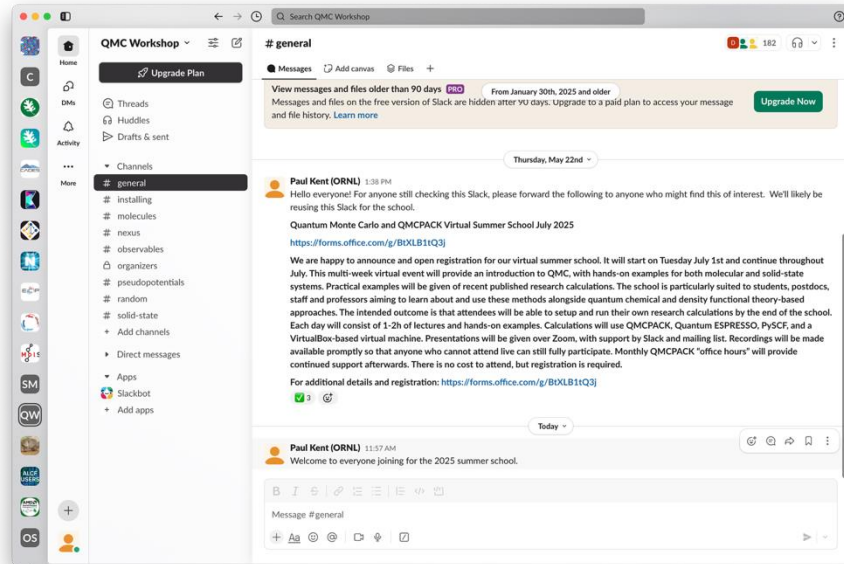 Search QMC Workshop
C
CADES
ECP
SM
QW
ALCF
USERS
OS
Home
DMs
Activity
More
QMC Workshop
Upgrade Plan
Threads
Huddles
Drafts & sent
Channels
# general
# installing
# molecules
# nexus
# observables
organizers
# pseudopotentials
# random
# solid-state
+ Add channels
Direct messages
Apps
Slackbot
+ Add apps
# general
D
182
Messages
Add canvas
Files
+
View messages and files older than 90 days PRO
From January 30th, 2025 and older
Messages and files on the free version of Slack are hidden after 90 days. Upgrade to a paid plan to access your message
and file history. Learn more
Upgrade Now
Thursday, May 22nd
Paul Kent (ORNL) 1:38 PM
Hello everyone! For anyone still checking this Slack, please forward the following to anyone who might find this of interest. We'll likely be
reusing this Slack for the school.
Quantum Monte Carlo and QMCPACK Virtual Summer School July 2025
https://forms.office.com/g/BtXLB1tQ3j
We are happy to announce and open registration for our virtual summer school. It will start on Tuesday July 1st and continue throughout
July. This multi-week virtual event will provide an introduction to QMC, with hands-on examples for both molecular and solid-state
systems. Practical examples will be given of recent published research calculations. The school is particularly suited to students, postdocs,
staff and professors aiming to learn about and use these methods alongside quantum chemical and density functional theory-based
approaches. The intended outcome is that attendees will be able to setup and run their own research calculations by the end of the school.
Each day will consist of 1-2h of lectures and hands-on examples. Calculations will use QMCPACK, Quantum ESPRESSO, PySCF, and a
VirtualBox-based virtual machine. Presentations will be given over Zoom, with support by Slack and mailing list. Recordings will be made
available promptly so that anyone who cannot attend live can still fully participate. Monthly QMCPACK "office hours" will provide
continued support afterwards. There is no cost to attend, but registration is required.
For additional details and registration: https://forms.office.com/g/BtXLB1tQ3j
3
Today
Paul Kent (ORNL) 11:57 AM
Welcome to everyone joining for the 2025 summer school.
B I S
Message #general
+ Aa @